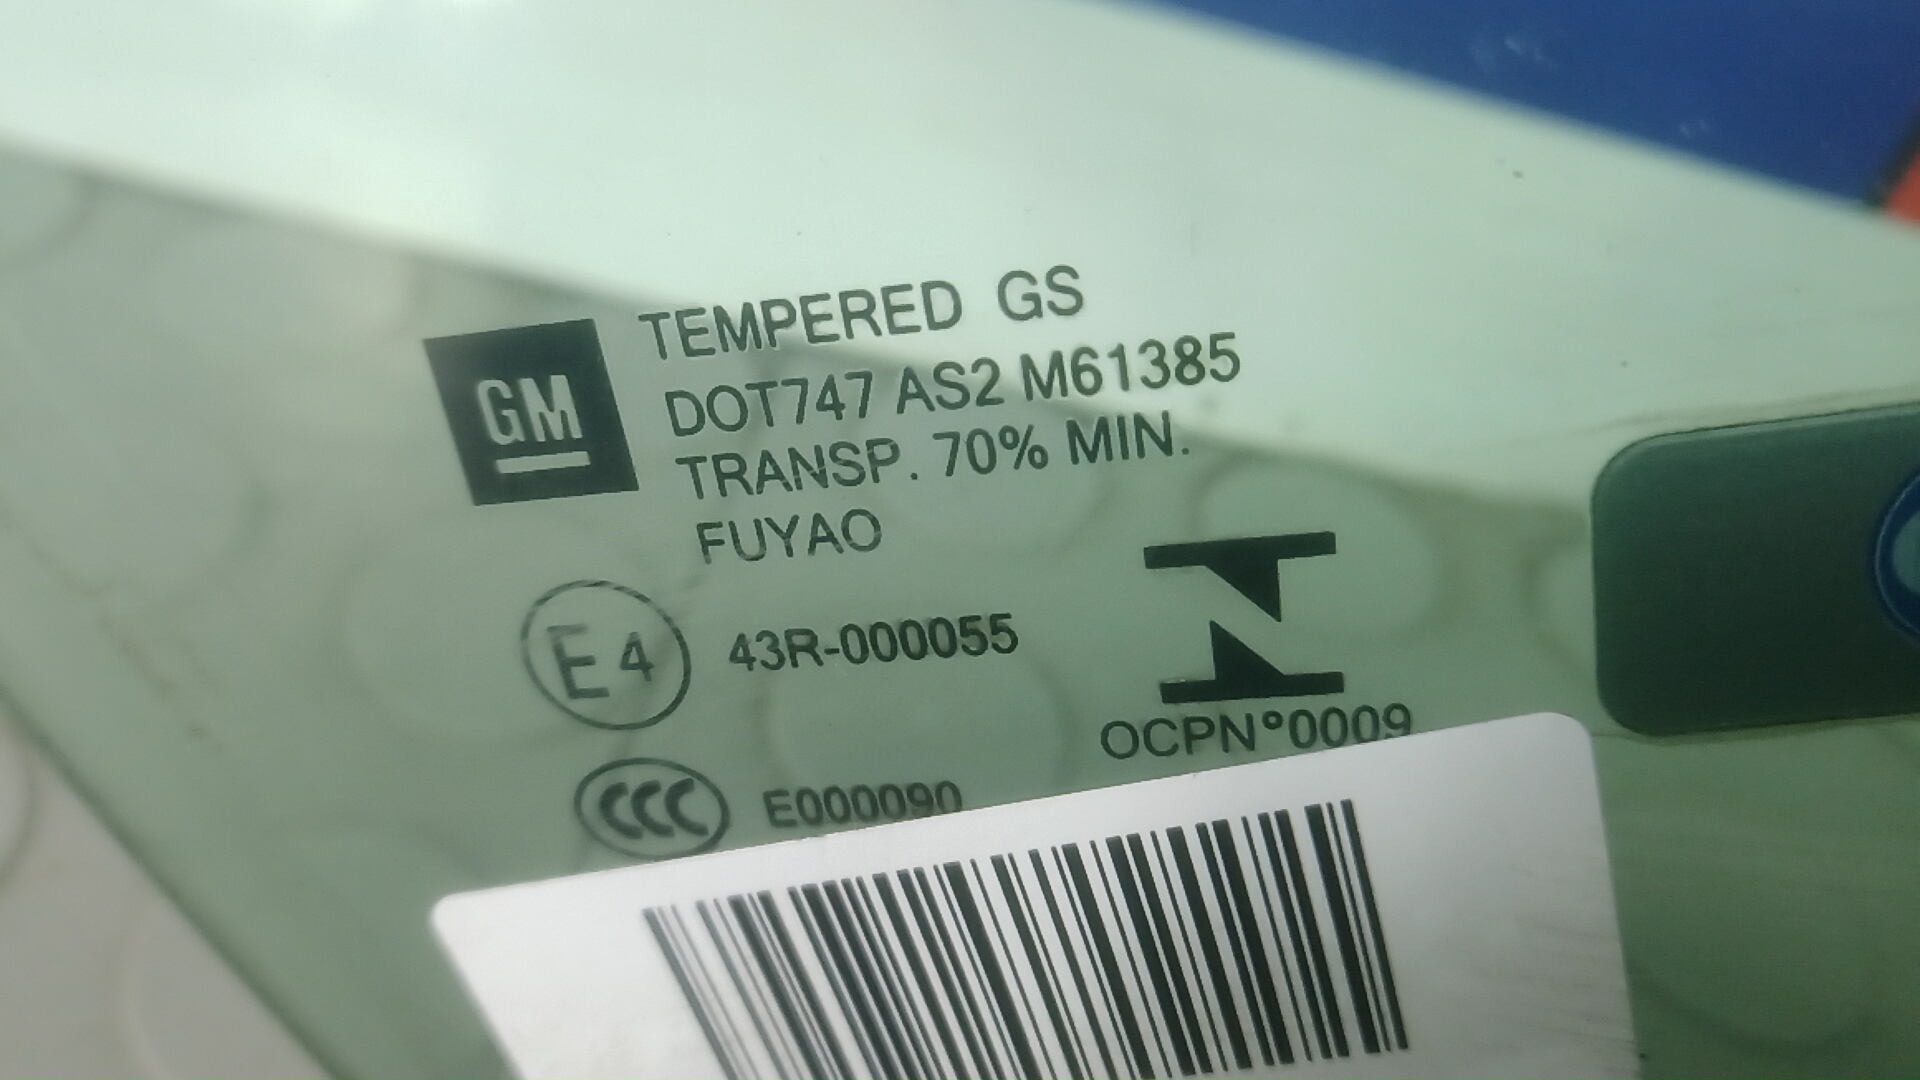 GM
TEMPERED GS
DOT747 AS2 M61385
TRANSP. 70% MIN.
FUYAO
E4 43R-000055
OCPN°0009
CCC E000090